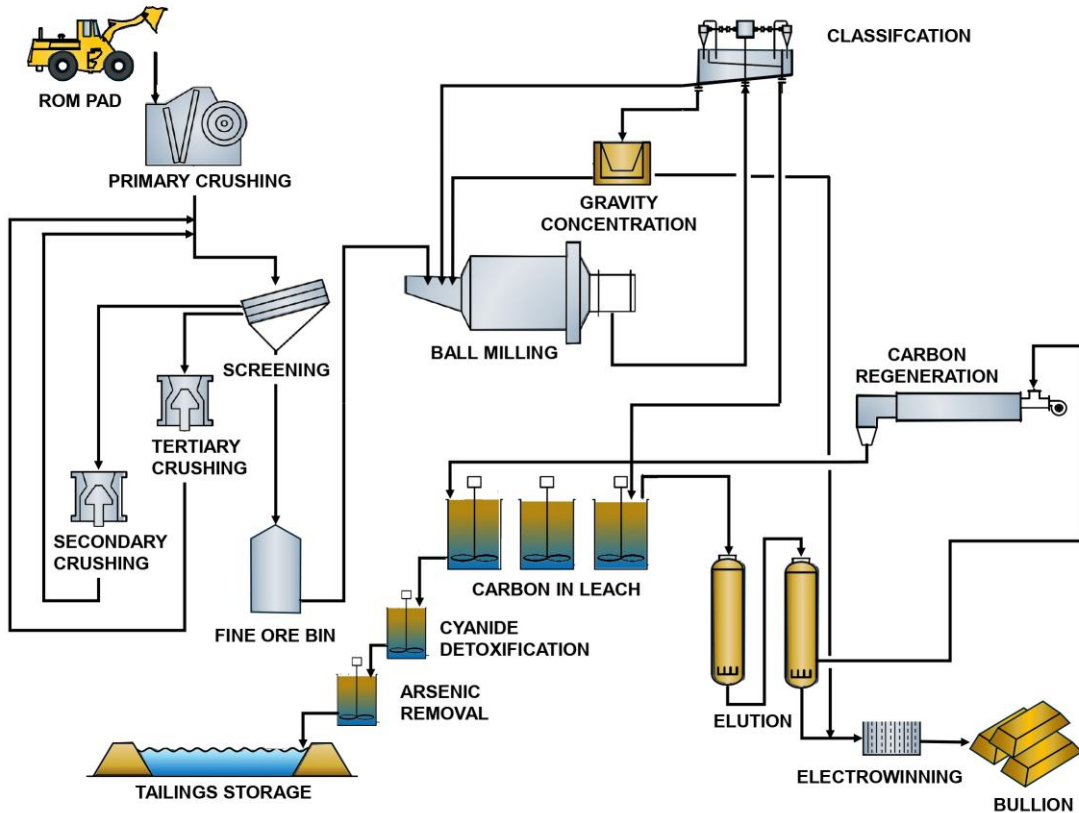 CLASSIFCATION
ROM PAD
PRIMARY CRUSHING
GRAVITY
CONCENTRATION
BALL MILLING
SCREENING
CARBON
REGENERATION
TERTIARY
CRUSHING
SECONDARY
CRUSHING
CARBON IN LEACH
FINE ORE BIN
CYANIDE
DETOXIFICATION
ARSENIC
REMOVAL
ELUTION
ELECTROWINNING
TAILINGS STORAGE
BULLION